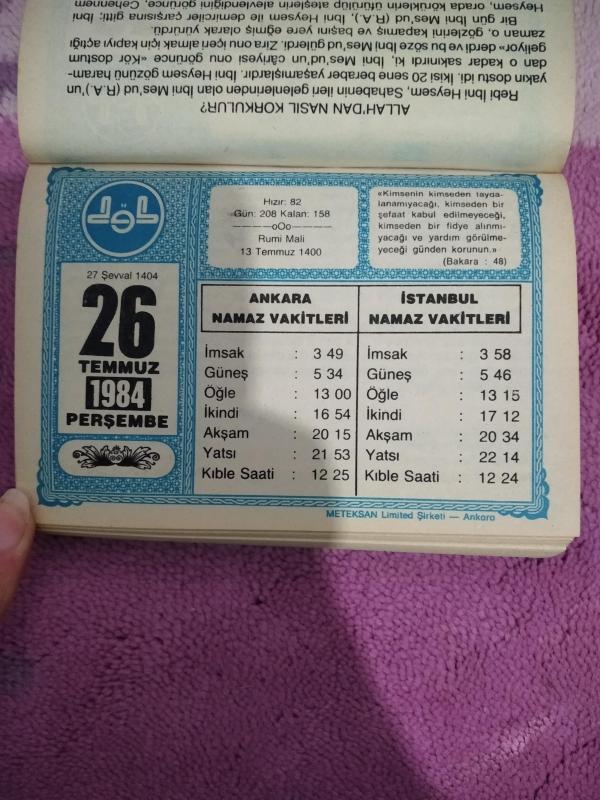 ALLAH'DAN NASIL KORKULUR?
Rebi İbni Haysem, Sahabenin ileri gelenlerinden olan İbni Mes'ud (R.A.)'un
yakın dostu idi. İkisi 20 sene beraber yaşamışlardır. İbni Heysem gözünü haram-
dan o kadar sakınırdı ki, İbni Mes'ud'un câriyesi onu görünce «Kör dostum
geliyor» derdi ve bu söze İbni Mes'ud gülerdi. Zira onu içeri almak için kapıyı açtığı
zaman o, gözlerini kapamış ve başını yere eğmiş olarak yürürdü.
Bir gün İbni Mes'ud (R.A.), İbni Heysem ile demirciler çarşısına gitti; İbni
Heysem, orada körüklerin üfürülüp ateşlerin alevlendiğini görünce, Cehennem
27 Şevval 1404
26
TEMMUZ
1984
PERŞEMBE
Hızır: 82
Gün: 208 Kalan: 158
————oOo————
Rumi Mali
13 Temmuz 1400
«Kimsenin kimseden fayda-
lanamıyacağı, kimseden bir
şefaat kabul edilmeyeceği,
kimseden bir fidye alınmı-
yacağı ve yardım görülme-
yeceği günden korunun.»
(Bakara : 48)
ANKARA
NAMAZ VAKİTLERİ
İmsak : 3 49
Güneş : 5 34
Öğle : 13 00
İkindi : 16 54
Akşam : 20 15
Yatsı : 21 53
Kıble Saati : 12 25
İSTANBUL
NAMAZ VAKİTLERİ
İmsak : 3 58
Güneş : 5 46
Öğle : 13 15
İkindi : 17 12
Akşam : 20 34
Yatsı : 22 14
Kıble Saati : 12 24
METEKSAN Limited Şirketi — Ankara